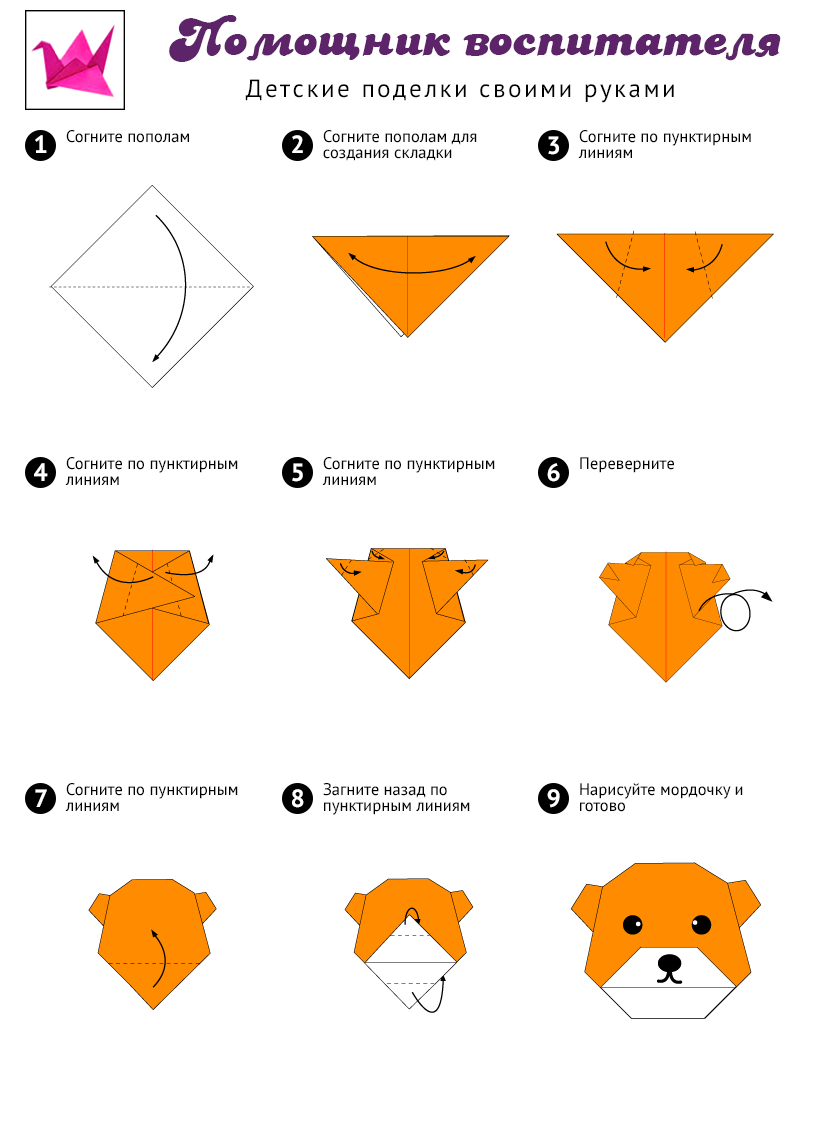 Помощник воспитателя
Детские поделки своими руками
1 Согните пополам
2 Согните пополам для
создания складки
3 Согните по пунктирным
линиям
4 Согните по пунктирным
линиям
5 Согните по пунктирным
линиям
6 Переверните
7 Согните по пунктирным
линиям
8 Загните назад по
пунктирным линиям
9 Нарисуйте мордочку и
готово